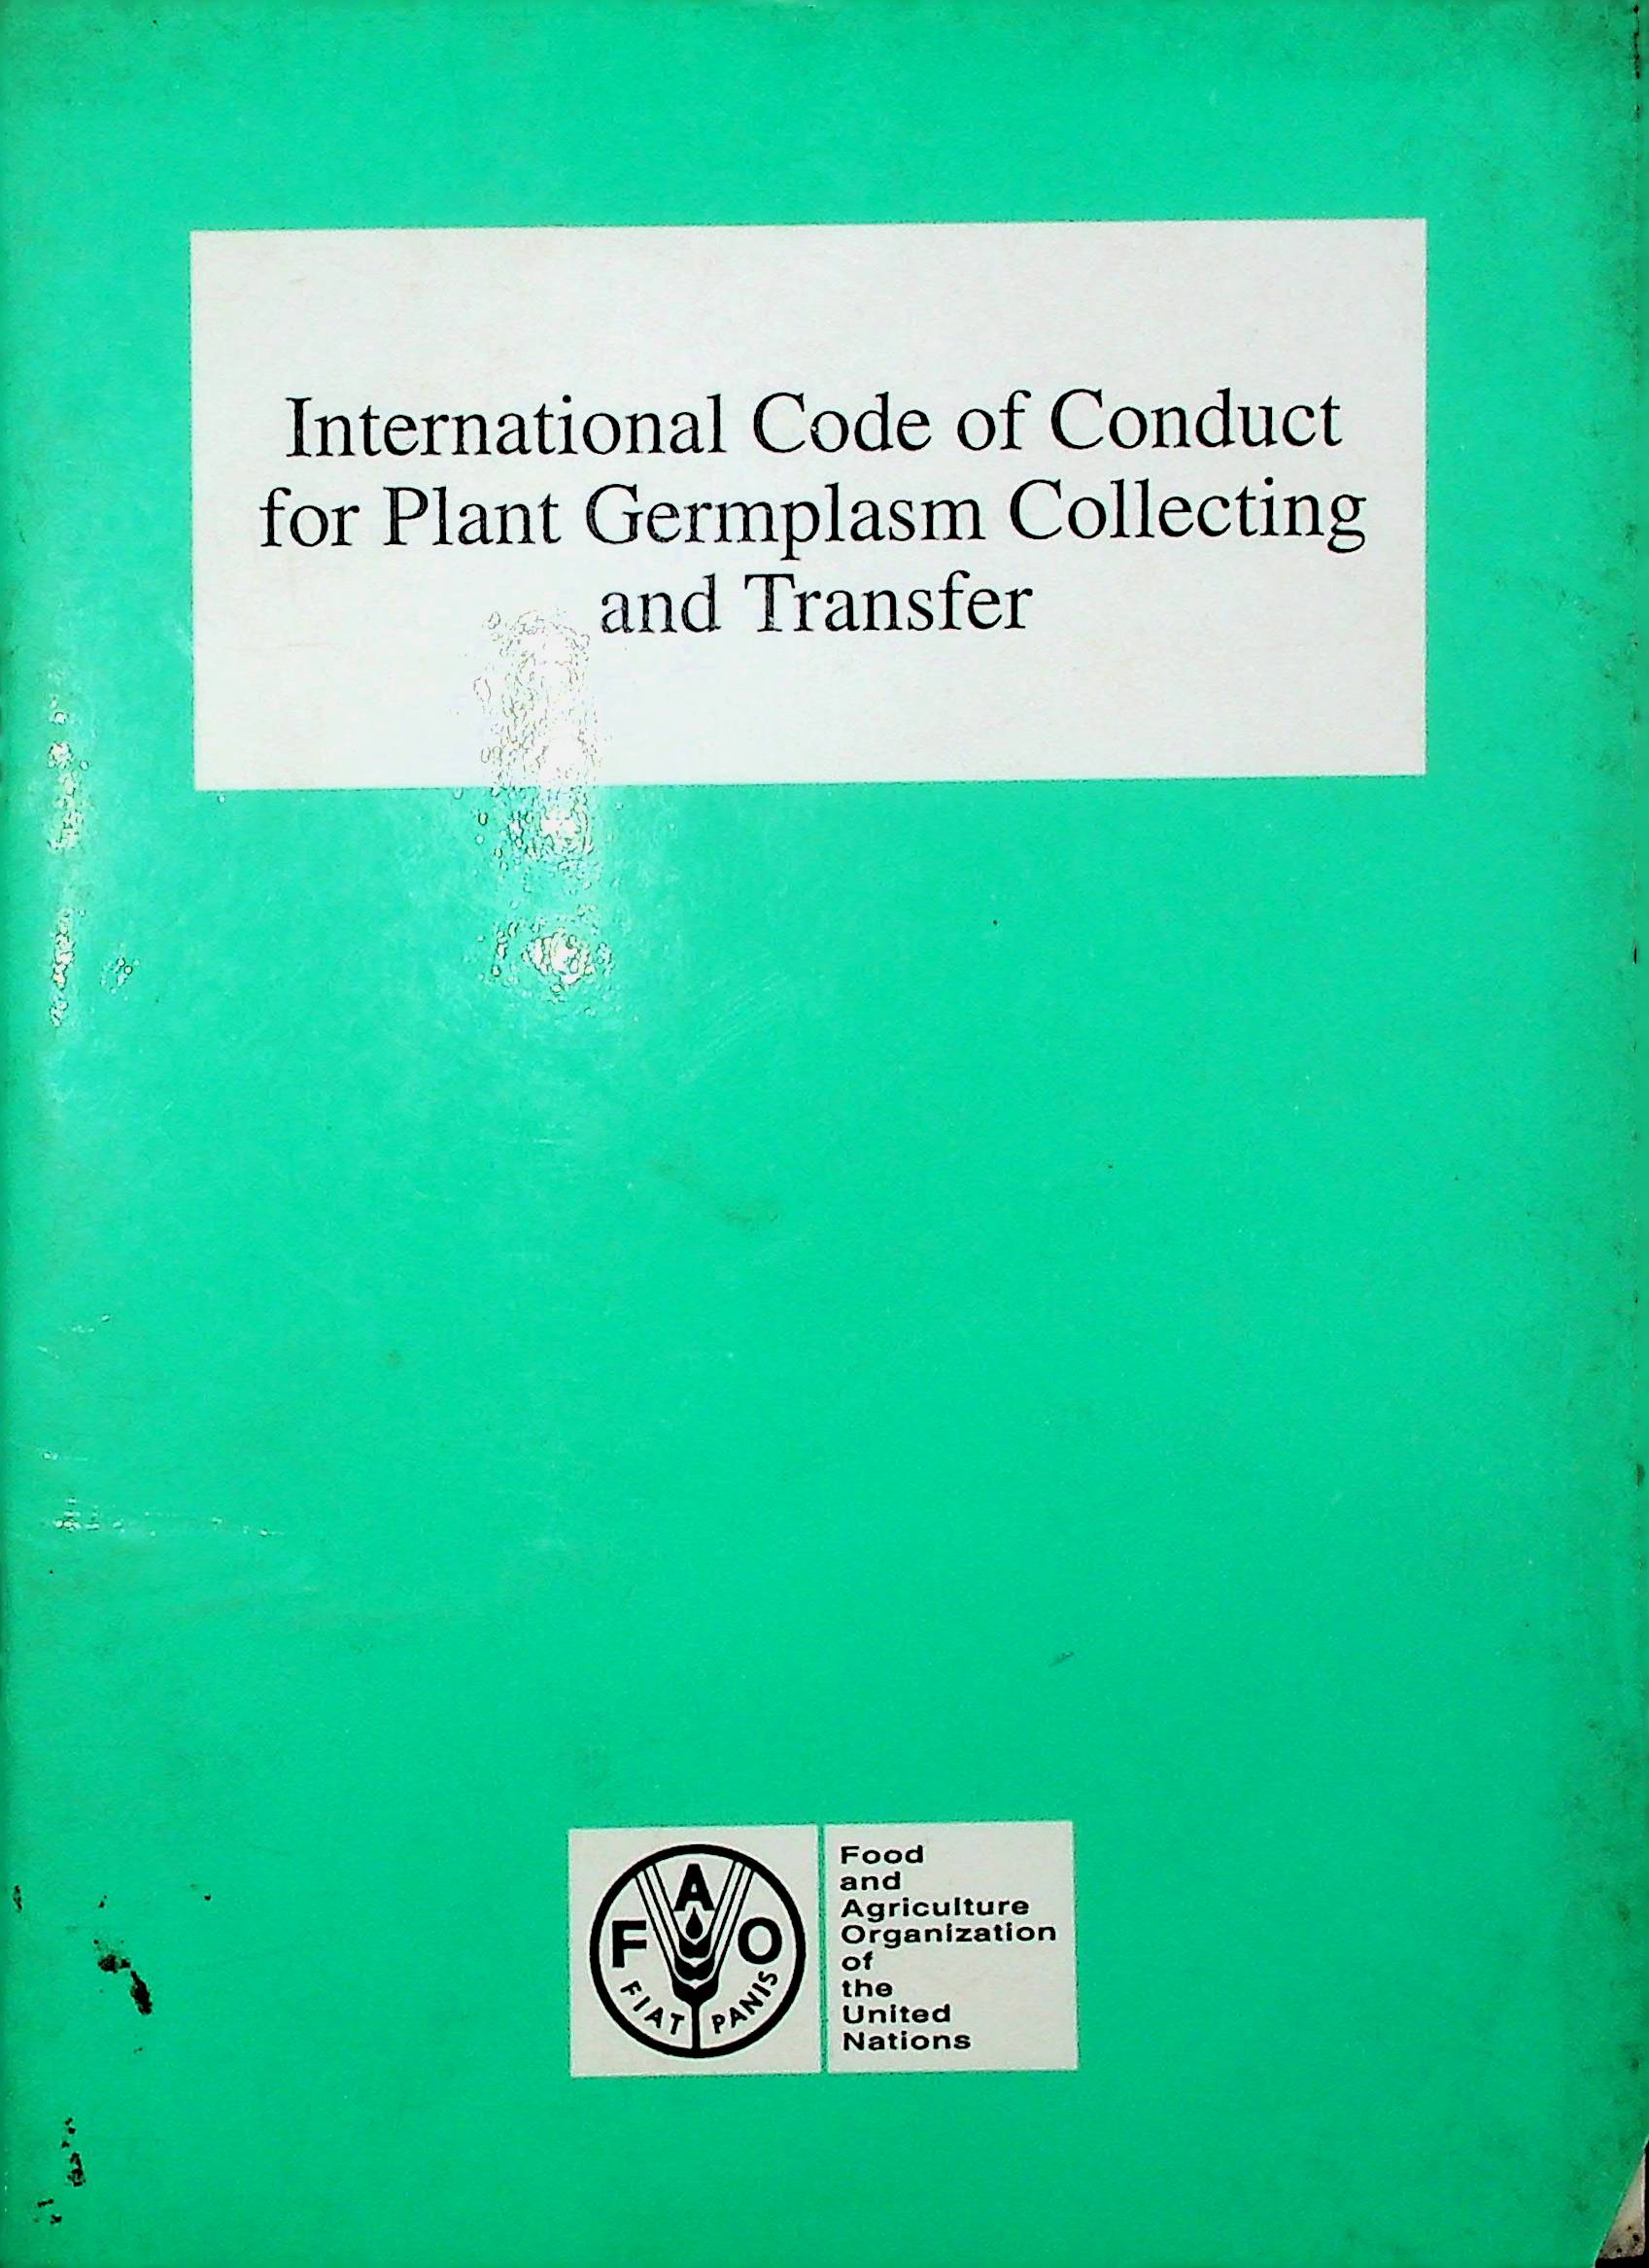 International Code of Conduct
for Plant Germplasm Collecting
and Transfer
F A O
FIAT PANIS
Food
and
Agriculture
Organization
of
the
United
Nations